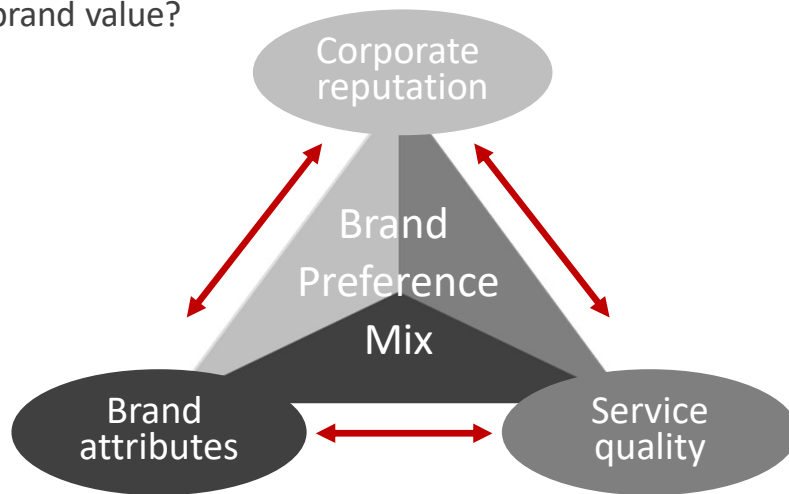 brand value?
Corporate
reputation
Brand
Preference
Mix
Brand
attributes
Service
quality